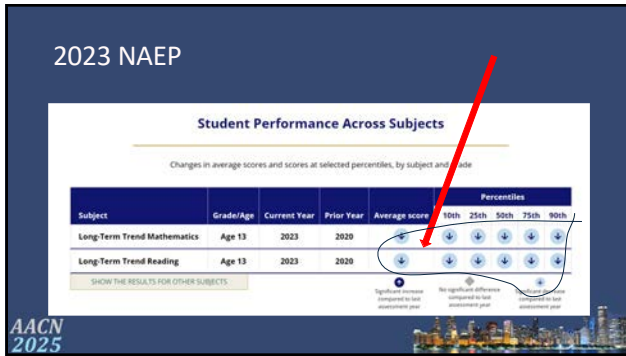 2023 NAEP
Student Performance Across Subjects
Changes in average scores and scores at selected percentiles, by subject and grade
Percentiles
Subject Grade/Age Current Year Prior Year Average score 10th 25th 50th 75th 90th
Long-Term Trend Mathematics Age 13 2023 2020
Long-Term Trend Reading Age 13 2023 2020
SHOW THE RESULTS FOR OTHER SUBJECTS
Significant increase compared to last assessment year
No significant difference compared to last assessment year
Significant decrease compared to last assessment year
AACN
2025